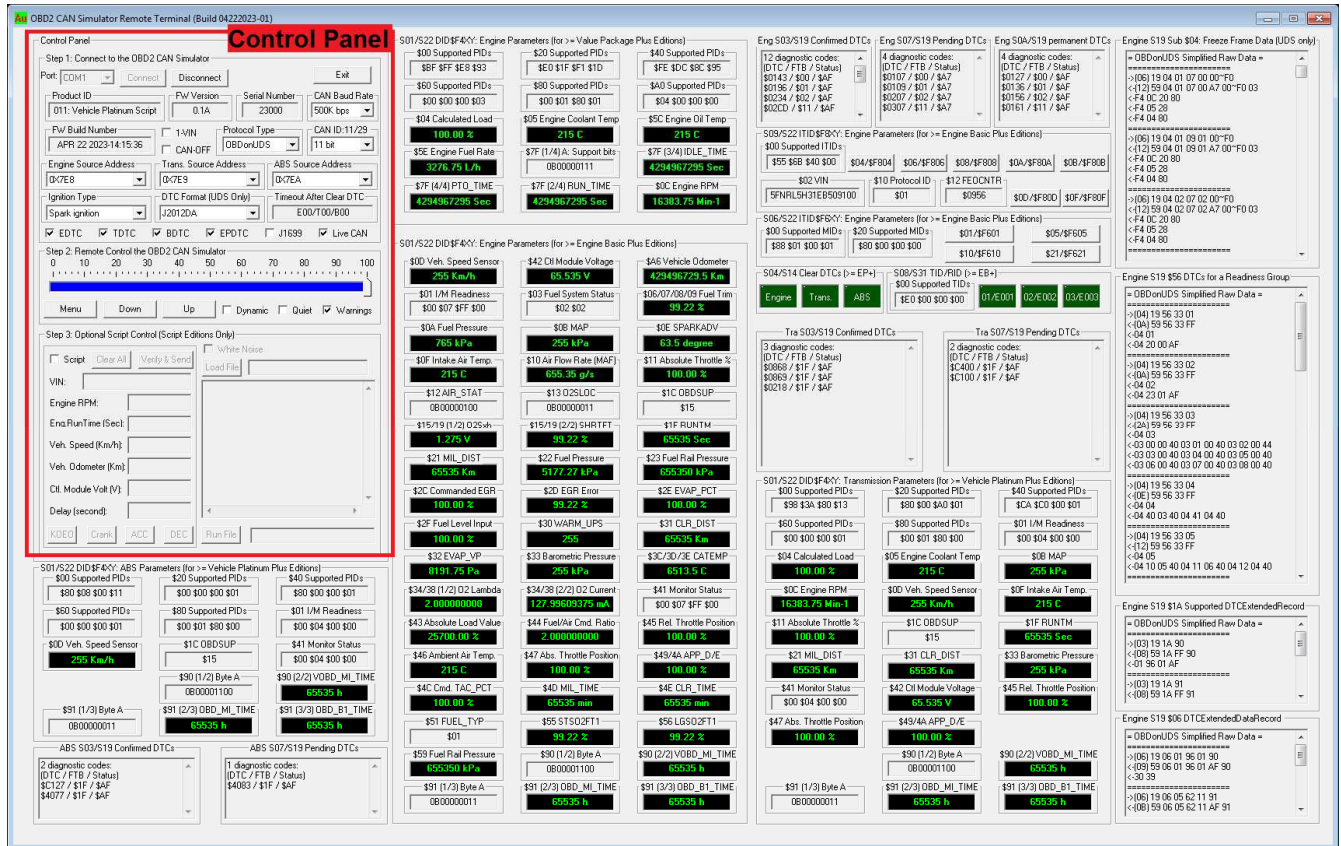 OBD2 CAN Simulator Remote Terminal (Build 04222023-01)
Control Panel
Control Panel
Step 1: Connect to the OBD2 CAN Simulator
Port: COM1 Connect Disconnect Exit
Product ID FW Version Serial Number CAN Baud Rate
011: Vehicle Platinum Script 0.1A 23000 500K bps
FW Build Number 1-VIN Protocol Type CAN ID:11/29
APR 22 2023-14:15:36 CAN-OFF OBDonUDS 11 bit
Engine Source Address Trans. Source Address ABS Source Address
0X7E8 0X7E9 0X7EA
Ignition Type DTC Format (UDS Only) Timeout After Clear DTC
Spark ignition J2012DA E00/T00/B00
EDTC TDTC BDTC EPDTC J1699 Live CAN
Step 2: Remote Control the OBD2 CAN Simulator
0 10 20 30 40 50 60 70 80 90 100
Menu Down Up Dynamic Quiet Warnings
Step 3: Optional Script Control (Script Editions Only)
Script Clear All Verify & Send White Noise
Load File
VIN:
Engine RPM:
Eng.RunTime (Sec):
Veh. Speed (Km/h):
Veh. Odometer (Km):
Ctl. Module Volt (V):
Delay (second):
KOEO Crank ACC DEC Run File
S01/S22 DID$F4XY: ABS Parameters (for >= Vehicle Platinum Plus Editions)
$00 Supported PIDs $20 Supported PIDs $40 Supported PIDs
$80 $08 $00 $11 $00 $00 $00 $01 $80 $00 $00 $01
$60 Supported PIDs $80 Supported PIDs $01 I/M Readiness
$00 $00 $00 $01 $00 $01 $80 $00 $00 $04 $00 $00
$0D Veh. Speed Sensor $1C OBDSUP $41 Monitor Status
255 Km/h $15 $00 $04 $00 $00
$90 (1/2) Byte A $90 (2/2) VOBD_MI_TIME
0B00001100 65535 h
$91 (1/3) Byte A $91 (2/3) OBD_MI_TIME $91 (3/3) OBD_B1_TIME
0B00000011 65535 h 65535 h
ABS S03/S19 Confirmed DTCs ABS S07/S19 Pending DTCs
2 diagnostic codes: 1 diagnostic codes:
(DTC / FTB / Status) (DTC / FTB / Status)
$C127 / $1F / $AF $4083 / $1F / $AF
$4077 / $1F / $AF
S01/S22 DID$F4XY: Engine Parameters (for >= Value Package Plus Editions)
$00 Supported PIDs $20 Supported PIDs $40 Supported PIDs
$BF $FF $E8 $93 $E0 $1F $F1 $1D $FE $DC $8C $95
$60 Supported PIDs $80 Supported PIDs $A0 Supported PIDs
$00 $00 $00 $03 $00 $01 $80 $01 $04 $00 $00 $00
$04 Calculated Load $05 Engine Coolant Temp $5C Engine Oil Temp
100.00 % 215 C 215 C
$5E Engine Fuel Rate $7F (1/4) A: Support bits $7F (3/4) IDLE_TIME
3276.75 L/h 0B00000111 4294967295 Sec
$7F (4/4) PTO_TIME $7F (2/4) RUN_TIME $0C Engine RPM
4294967295 Sec 4294967295 Sec 16383.75 Min-1
S01/S22 DID$F4XY: Engine Parameters (for >= Engine Basic Plus Editions)
$0D Veh. Speed Sensor $42 Ctl Module Voltage $A6 Vehicle Odometer
255 Km/h 65.535 V 429496729.5 Km
$01 I/M Readiness $03 Fuel System Status $06/07/08/09 Fuel Trim
$00 $07 $FF $00 $02 $02 99.22 %
$0A Fuel Pressure $0B MAP $0E SPARKADV
765 kPa 255 kPa 63.5 degree
$0F Intake Air Temp. $10 Air Flow Rate (MAF) $11 Absolute Throttle %
215 C 655.35 g/s 100.00 %
$12 AIR_STAT $13 O2SLOC $1C OBDSUP
0B00000100 0B00000011 $15
$15/19 (1/2) O2Sxh $15/19 (2/2) SHRTFT $1F RUNTM
1.275 V 99.22 % 65535 Sec
$21 MIL_DIST $22 Fuel Pressure $23 Fuel Rail Pressure
65535 Km 5177.27 kPa 655350 kPa
$2C Commanded EGR $2D EGR Error $2E EVAP_PCT
100.00 % 99.22 % 100.00 %
$2F Fuel Level Input $30 WARM_UPS $31 CLR_DIST
100.00 % 255 65535 Km
$32 EVAP_VP $33 Barometric Pressure $3C/3D/3E CATEMP
8191.75 Pa 255 kPa 6513.5 C
$34/38 (1/2) O2 Lambda $34/38 (2/2) O2 Current $41 Monitor Status
2.000000000 127.99609375 mA $00 $07 $FF $00
$43 Absolute Load Value $44 Fuel/Air Cmd. Ratio $45 Rel. Throttle Position
25700.00 % 2.000000000 100.00 %
$46 Ambient Air Temp. $47 Abs. Throttle Position $49/4A APP_D/E
215 C 100.00 % 100.00 %
$4C Cmd. TAC_PCT $4D MIL_TIME $4E CLR_TIME
100.00 % 65535 min 65535 min
$51 FUEL_TYP $55 STSO2FT1 $56 LGSO2FT1
$01 99.22 % 99.22 %
$59 Fuel Rail Pressure $90 (1/2) Byte A $90 (2/2) VOBD_MI_TIME
655350 kPa 0B00001100 65535 h
$91 (1/3) Byte A $91 (2/3) OBD_MI_TIME $91 (3/3) OBD_B1_TIME
0B00000011 65535 h 65535 h
Eng S03/S19 Confirmed DTCs Eng S07/S19 Pending DTCs Eng S0A/S19 permanent DTCs
12 diagnostic codes: 4 diagnostic codes: 4 diagnostic codes:
(DTC / FTB / Status) (DTC / FTB / Status) (DTC / FTB / Status)
$0143 / $00 / $AF $0107 / $00 / $A7 $0127 / $00 / $AF
$0196 / $01 / $AF $0109 / $01 / $A7 $0136 / $01 / $AF
$0234 / $02 / $AF $0207 / $02 / $A7 $0156 / $02 / $AF
$02CD / $11 / $AF $0307 / $11 / $A7 $0161 / $11 / $AF
S09/S22 ITID$F8XY: Engine Parameters (for >= Engine Basic Plus Editions)
$00 Supported ITIDs
$55 $6B $40 $00 $04/$F804 $06/$F806 $08/$F808 $0A/$F80A $0B/$F80B
$02 VIN $10 Protocol ID $12 FEOCNTR
5FNRL5H31EB509100 $01 $0956 $0D/$F80D $0F/$F80F
S06/S22 ITID$F6XY: Engine Parameters (for >= Engine Basic Plus Editions)
$00 Supported MIDs $20 Supported MIDs $01/$F601 $05/$F605
$88 $01 $00 $01 $80 $00 $00 $00
$10/$F610 $21/$F621
S04/S14 Clear DTCs (>= EP+) S08/S31 TID/RID (>= EB+)
$00 Supported TIDs
Engine Trans. ABS $E0 $00 $00 $00 01/E001 02/E002 03/E003
Tra S03/S19 Confirmed DTCs Tra S07/S19 Pending DTCs
3 diagnostic codes: 2 diagnostic codes:
(DTC / FTB / Status) (DTC / FTB / Status)
$0868 / $1F / $AF $C400 / $1F / $AF
$0869 / $1F / $AF $C100 / $1F / $AF
$0218 / $1F / $AF
S01/S22 DID$F4XY: Transmission Parameters (for >= Vehicle Platinum Plus Editions)
$00 Supported PIDs $20 Supported PIDs $40 Supported PIDs
$98 $3A $80 $13 $80 $00 $A0 $01 $CA $C0 $00 $01
$60 Supported PIDs $80 Supported PIDs $01 I/M Readiness
$00 $00 $00 $01 $00 $01 $80 $00 $00 $04 $00 $00
$04 Calculated Load $05 Engine Coolant Temp $0B MAP
100.00 % 215 C 255 kPa
$0C Engine RPM $0D Veh. Speed Sensor $0F Intake Air Temp.
16383.75 Min-1 255 Km/h 215 C
$11 Absolute Throttle % $1C OBDSUP $1F RUNTM
100.00 % $15 65535 Sec
$21 MIL_DIST $31 CLR_DIST $33 Barometric Pressure
65535 Km 65535 Km 255 kPa
$41 Monitor Status $42 Ctl Module Voltage $45 Rel. Throttle Position
$00 $04 $00 $00 65.535 V 100.00 %
$47 Abs. Throttle Position $49/4A APP_D/E
100.00 % 100.00 %
$90 (1/2) Byte A $90 (2/2) VOBD_MI_TIME
0B00001100 65535 h
$91 (1/3) Byte A $91 (2/3) OBD_MI_TIME $91 (3/3) OBD_B1_TIME
0B00000011 65535 h 65535 h
Engine S19 Sub $04: Freeze Frame Data (UDS only)
= OBDonUDS Simplified Raw Data =
======================
->(06) 19 04 01 07 00 00~F0
<-(12) 59 04 01 07 00 A7 00~F0 03
<-F4 0C 20 80
<-F4 05 28
<-F4 04 80
======================
->(06) 19 04 01 09 01 00~F0
<-(12) 59 04 01 09 01 A7 00~F0 03
<-F4 0C 20 80
<-F4 05 28
<-F4 04 80
======================
->(06) 19 04 02 07 02 00~F0
<-(12) 59 04 02 07 02 A7 00~F0 03
<-F4 0C 20 80
<-F4 05 28
<-F4 04 80
======================
Engine S19 $56 DTCs for a Readiness Group
= OBDonUDS Simplified Raw Data =
======================
->(04) 19 56 33 01
<-(0A) 59 56 33 FF
<-04 01
<-04 20 00 AF
======================
->(04) 19 56 33 02
<-(0A) 59 56 33 FF
<-04 02
<-04 23 01 AF
======================
->(04) 19 56 33 03
<-(2A) 59 56 33 FF
<-04 03
<-03 00 00 40 03 01 00 40 03 02 00 44
<-03 03 00 40 03 04 00 40 03 05 00 40
<-03 06 00 40 03 07 00 40 03 08 00 40
======================
->(04) 19 56 33 04
<-(0E) 59 56 33 FF
<-04 04
<-04 40 03 40 04 41 04 40
======================
->(04) 19 56 33 05
<-(12) 59 56 33 FF
<-04 05
<-04 10 05 40 04 11 06 40 04 12 04 40
======================
Engine S19 $1A Supported DTCExtendedRecord
= OBDonUDS Simplified Raw Data =
======================
->(03) 19 1A 90
<-(08) 59 1A FF 90
<-01 96 01 AF
======================
->(03) 19 1A 91
<-(08) 59 1A FF 91
Engine S19 $06 DTCExtendedDataRecord
= OBDonUDS Simplified Raw Data =
======================
->(06) 19 06 01 96 01 90
<-(09) 59 06 01 96 01 AF 90
<-30 39
======================
->(06) 19 06 05 62 11 91
<-(0B) 59 06 05 62 11 AF 91